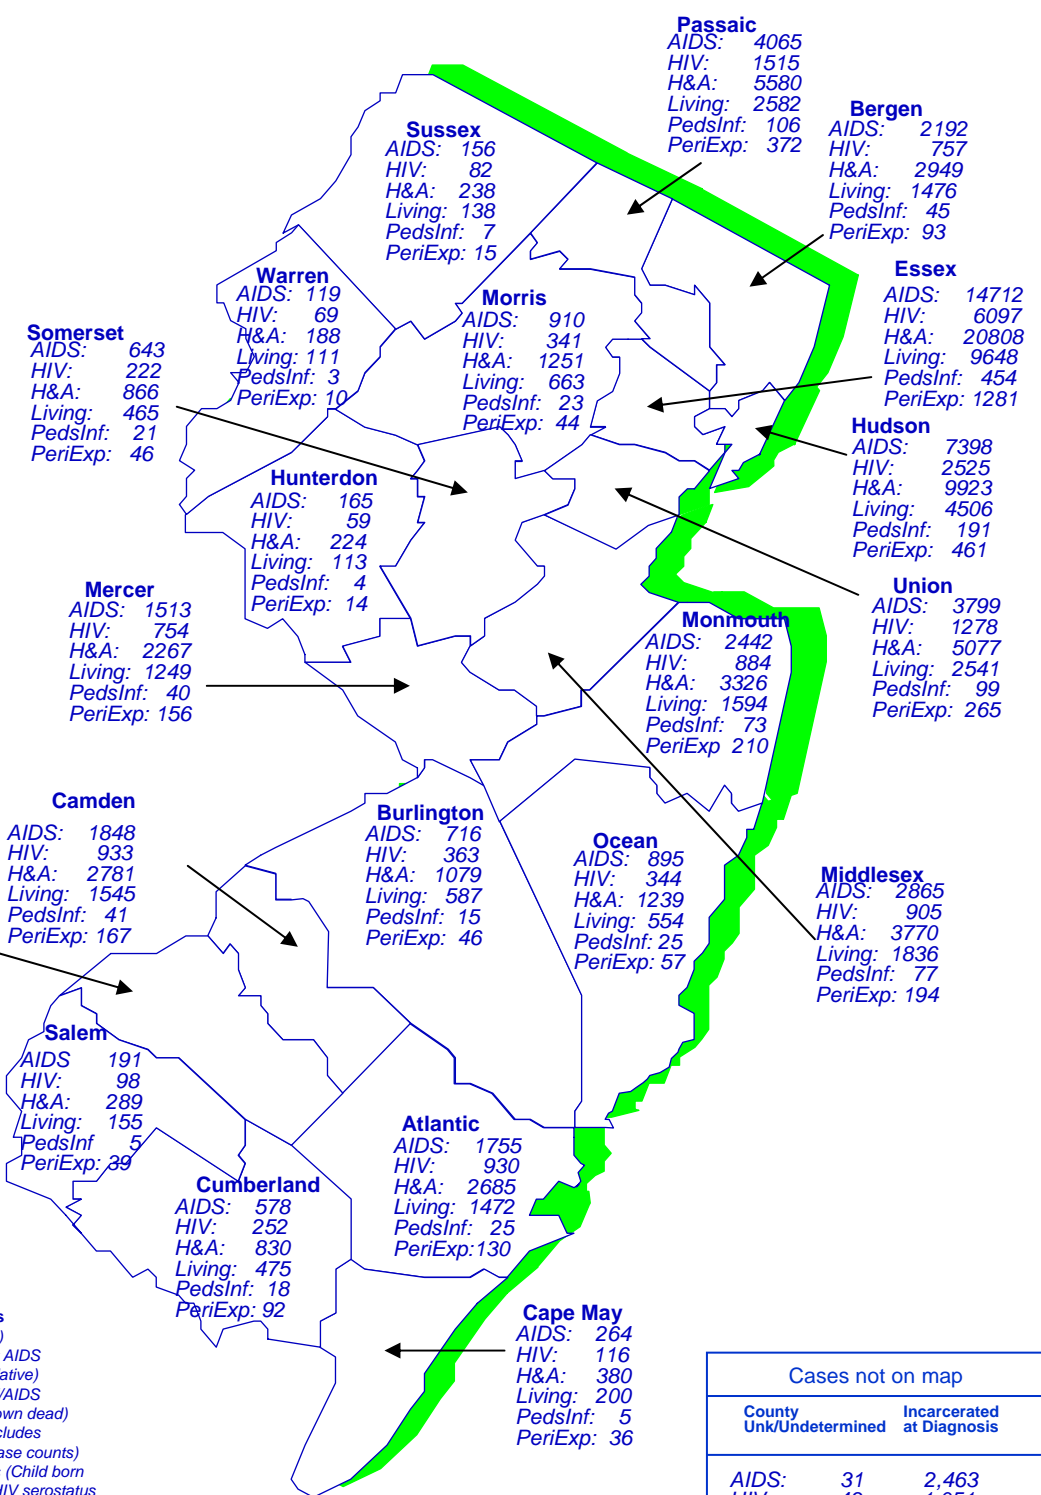 Passaic
AIDS: 4065
HIV: 1515
H&A: 5580
Living: 2582
PedsInf: 106
PeriExp: 372
Bergen
AIDS: 2192
HIV: 757
H&A: 2949
Living: 1476
PedsInf: 45
PeriExp: 93
Sussex
AIDS: 156
HIV: 82
H&A: 238
Living: 138
PedsInf: 7
PeriExp: 15
Essex
AIDS: 14712
HIV: 6097
H&A: 20808
Living: 9648
PedsInf: 454
PeriExp: 1281
Warren
AIDS: 119
HIV: 69
H&A: 188
Living: 111
PedsInf: 3
PeriExp: 10
Morris
AIDS: 910
HIV: 341
H&A: 1251
Living: 663
PedsInf: 23
PeriExp: 44
Somerset
AIDS: 643
HIV: 222
H&A: 866
Living: 465
PedsInf: 21
PeriExp: 46
Hudson
AIDS: 7398
HIV: 2525
H&A: 9923
Living: 4506
PedsInf: 191
PeriExp: 461
Hunterdon
AIDS: 165
HIV: 59
H&A: 224
Living: 113
PedsInf: 4
PeriExp: 14
Mercer
AIDS: 1513
HIV: 754
H&A: 2267
Living: 1249
PedsInf: 40
PeriExp: 156
Union
AIDS: 3799
HIV: 1278
H&A: 5077
Living: 2541
PedsInf: 99
PeriExp: 265
Monmouth
AIDS: 2442
HIV: 884
H&A: 3326
Living: 1594
PedsInf: 73
PeriExp 210
Camden
AIDS: 1848
HIV: 933
H&A: 2781
Living: 1545
PedsInf: 41
PeriExp: 167
Burlington
AIDS: 716
HIV: 363
H&A: 1079
Living: 587
PedsInf: 15
PeriExp: 46
Ocean
AIDS: 895
HIV: 344
H&A: 1239
Living: 554
PedsInf: 25
PeriExp: 57
Middlesex
AIDS: 2865
HIV: 905
H&A: 3770
Living: 1836
PedsInf: 77
PeriExp: 194
Salem
AIDS 191
HIV: 98
H&A: 289
Living: 155
PedsInf 5
PeriExp: 39
Atlantic
AIDS: 1755
HIV: 930
H&A: 2685
Living: 1472
PedsInf: 25
PeriExp:130
Cumberland
AIDS: 578
HIV: 252
H&A: 830
Living: 475
PedsInf: 18
PeriExp: 92
Cape May
AIDS: 264
HIV: 116
H&A: 380
Living: 200
PedsInf: 5
PeriExp: 36
s
)
AIDS
ative)
/AIDS
own dead)
cludes
ase counts)
(Child born
HIV serostatus
Cases not on map
County Incarcerated
Unk/Undetermined at Diagnosis
AIDS: 31 2,463